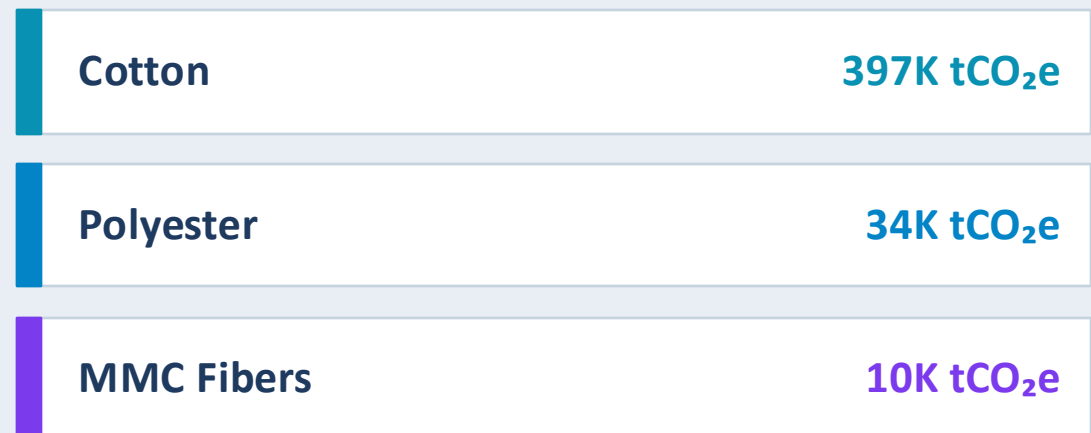 Cotton 397K tCO₂e
Polyester 34K tCO₂e
MMC Fibers 10K tCO₂e